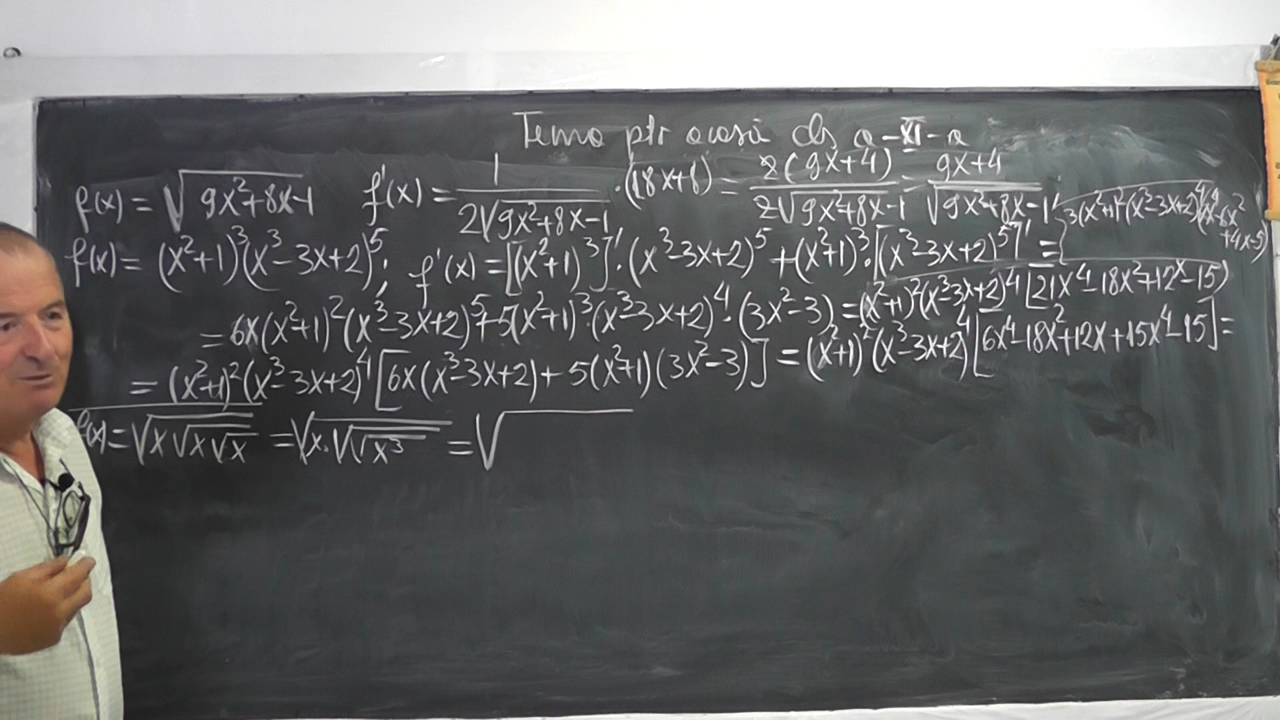 Temo ptr acasă cls a-XI-a
f(x) = √(9x²+8x-1) f'(x) = 1/(2√(9x²+8x-1)) · (18x+8) = 2(9x+4)/(2√(9x²+8x-1)) = (9x+4)/√(9x²+8x-1)
f(x) = (x²+1)³(x³-3x+2)⁵; f'(x) = [(x²+1)³]'·(x³-3x+2)⁵ + (x²+1)³·[(x³-3x+2)⁵]' =
= 6x(x²+1)²(x³-3x+2)⁵+5(x²+1)³·(x³-3x+2)⁴·(3x²-3) = (x²+1)²(x³-3x+2)⁴[21x⁴-18x²+12x-15)
= (x²+1)²(x³-3x+2)⁴[6x(x³-3x+2)+5(x²+1)(3x²-3)] = (x²+1)²(x³-3x+2)⁴[6x⁴-18x²+12x+15x⁴-15] =
f(x) = √(x√(x√x)) = √(x·√(√x³)) = √